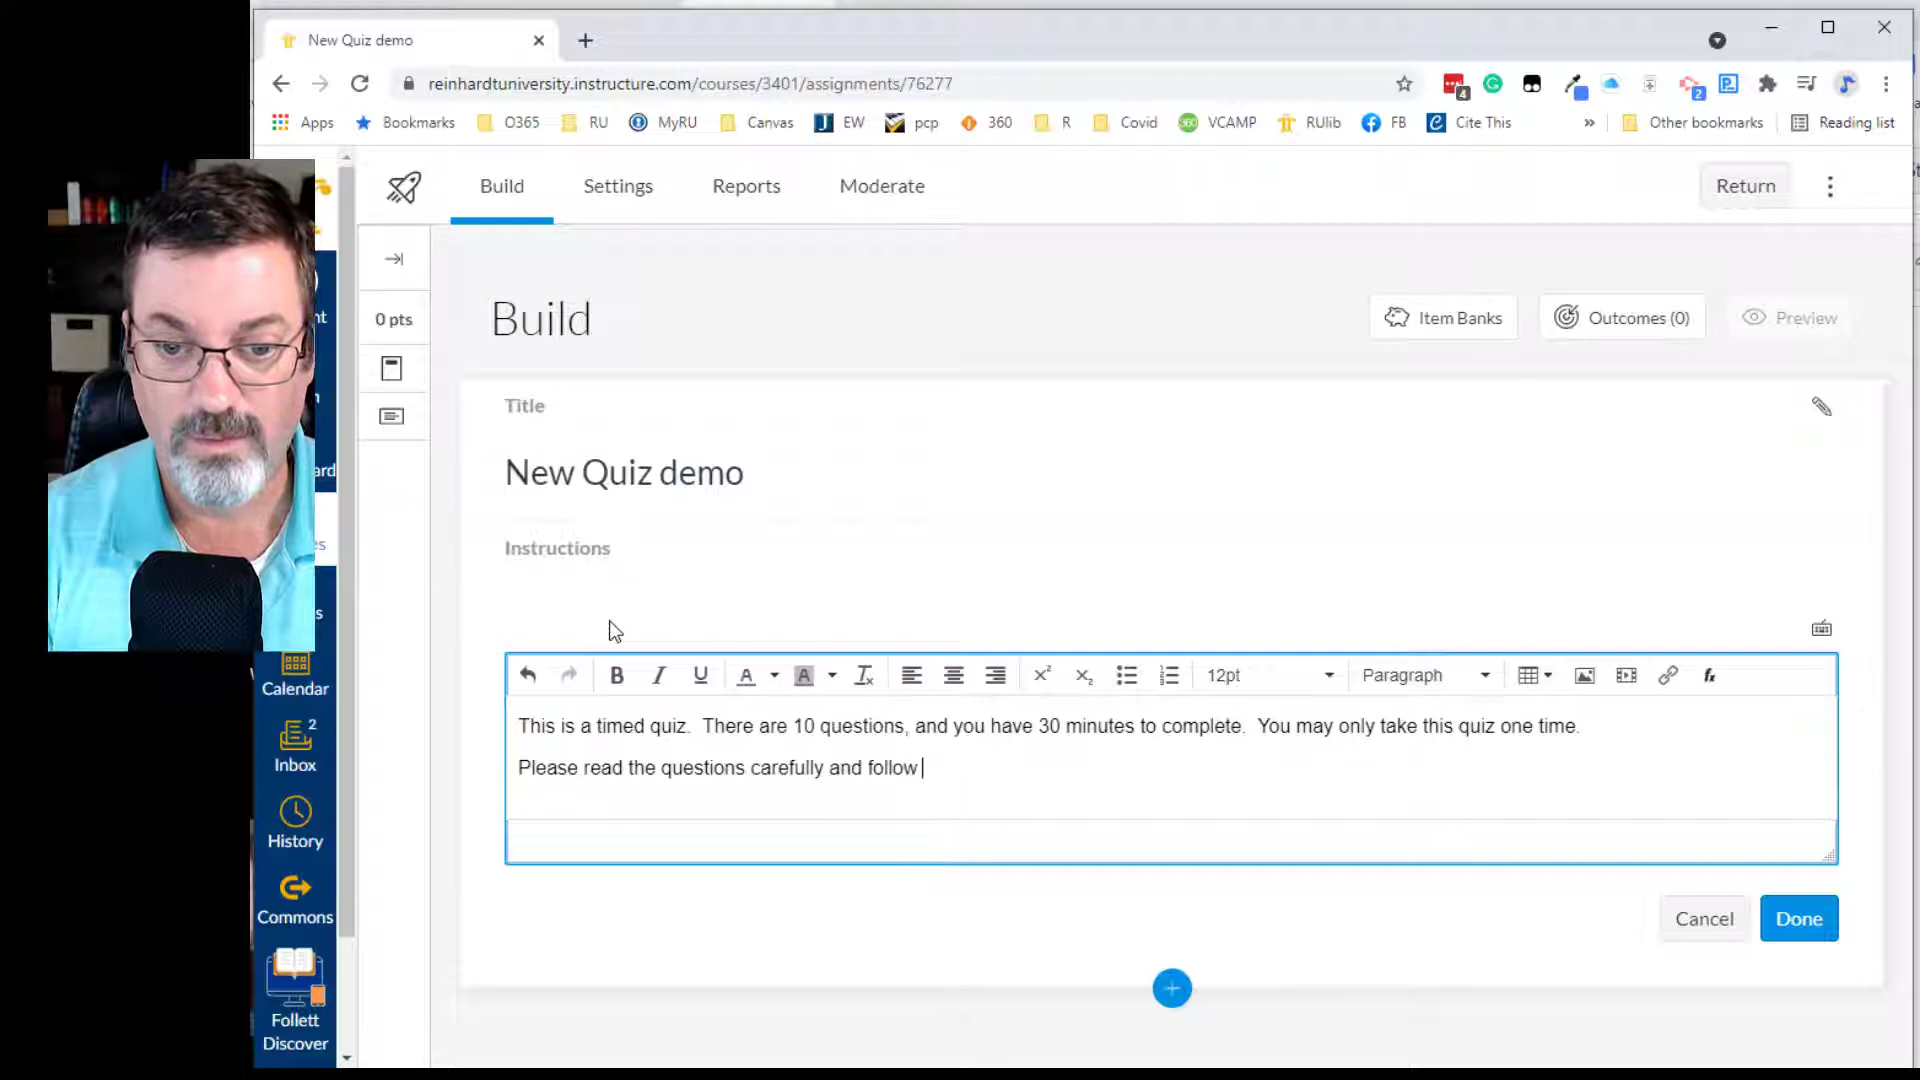 New Quiz demo
reinhardtuniversity.instructure.com/courses/3401/assignments/76277
4
2
Apps Bookmarks O365 RU MyRU Canvas EW pcp 360 R Covid VCAMP RUlib FB Cite This » Other bookmarks Reading list
Build Settings Reports Moderate Return
0 pts
Build
Item Banks Outcomes (0) Preview
Title
New Quiz demo
Instructions
B I U A A 12pt Paragraph
This is a timed quiz. There are 10 questions, and you have 30 minutes to complete. You may only take this quiz one time.
Please read the questions carefully and follow
Cancel Done
Calendar
2
Inbox
History
Commons
Follett
Discover